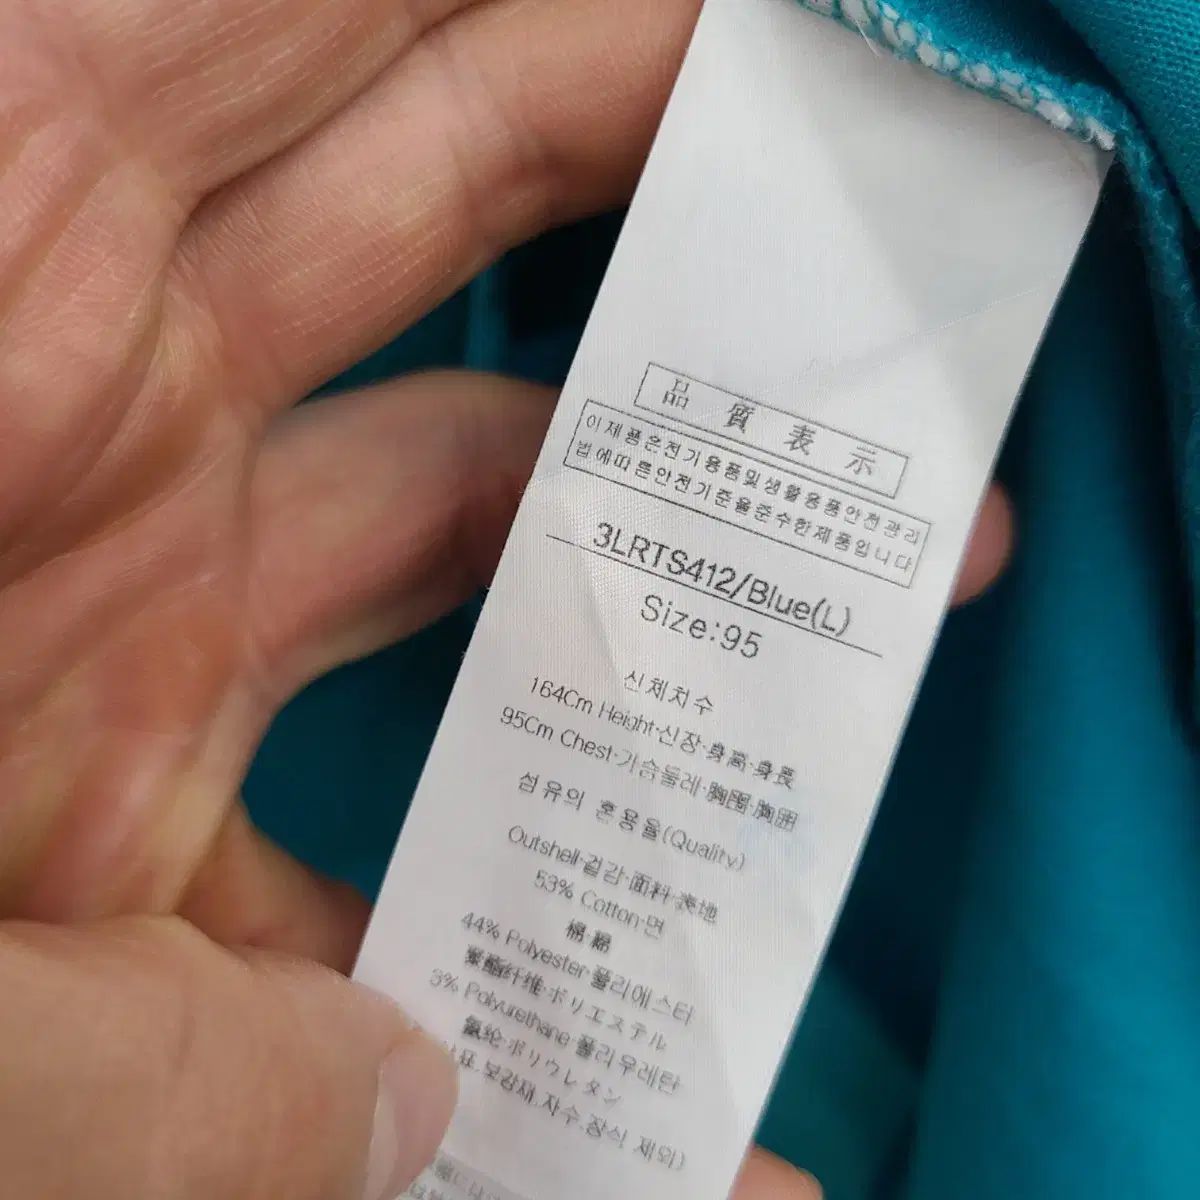 品 質 表 示
이제품은전기용품및생활용품안전관리
법에따른안전기준을준수한제품입니다
3LRTS412/Blue(L)
Size:95
신체치수
164Cm Height·신장·身高·身長
95Cm Chest·가슴둘레·胸圍·胸囲
섬유의 혼용율(Quality)
Outshell·겉감·面料·表地
53% Cotton·면
棉·綿
44% Polyester·폴리에스터
聚酯纤维·ポリエステル
3% Polyurethane·폴리우레탄
氨纶·ポリウレタン
표.보강재.자수.장식 제외)